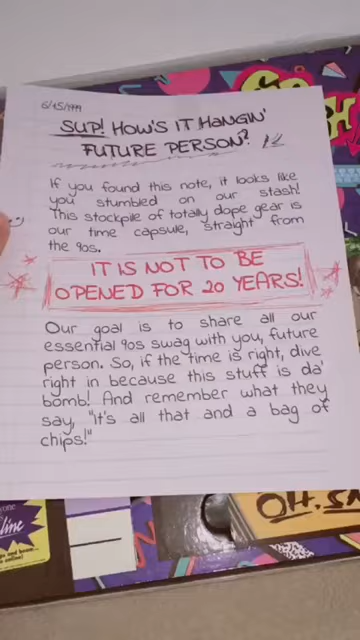 6/15/1999
SUP! HOW'S IT HANGIN'
FUTURE PERSON?
If you found this note, it looks like
you stumbled on our stash!
This stockpile of totally dope gear is
our time capsule, straight from
the 90s.
IT IS NOT TO BE
OPENED FOR 20 YEARS!
Our goal is to share all our
essential 90s swag with you, future
person. So, if the time is right, dive
right in because this stuff is da'
bomb! And remember what they
say, "it's all that and a bag of
chips!"
OH, SN